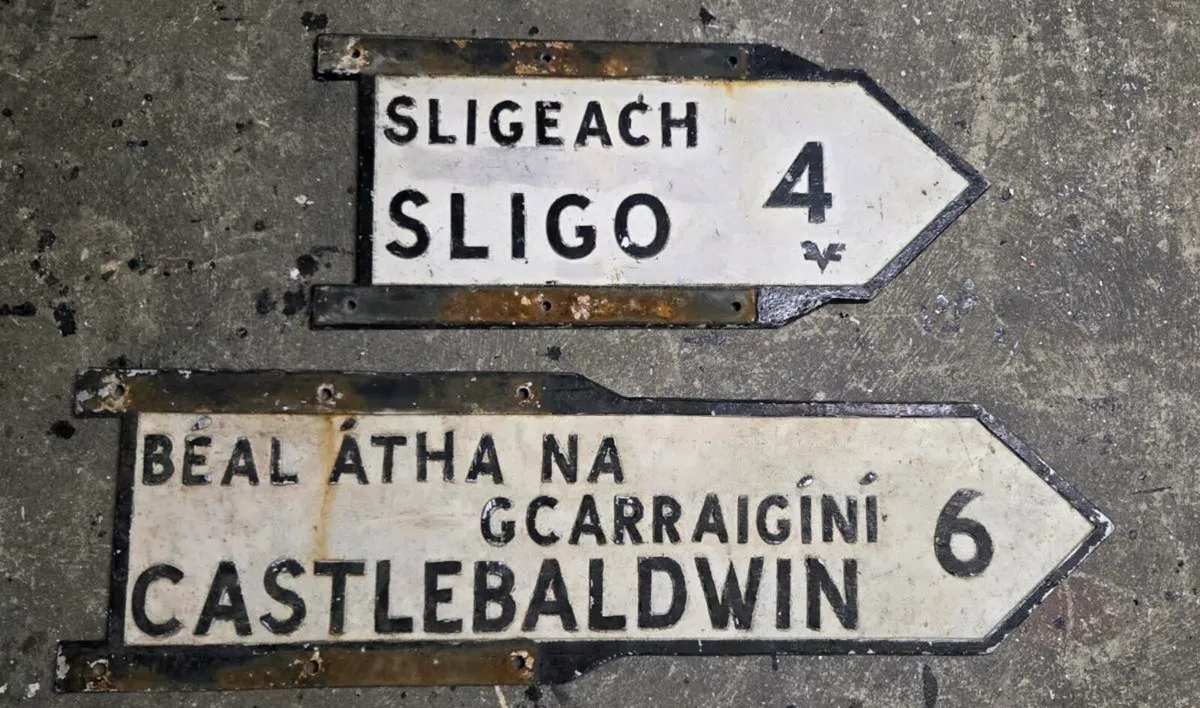 SLIGEACH
SLIGO
4
BÉAL ÁTHA NA
GCARRAIGÍNÍ
CASTLEBALDWIN
6